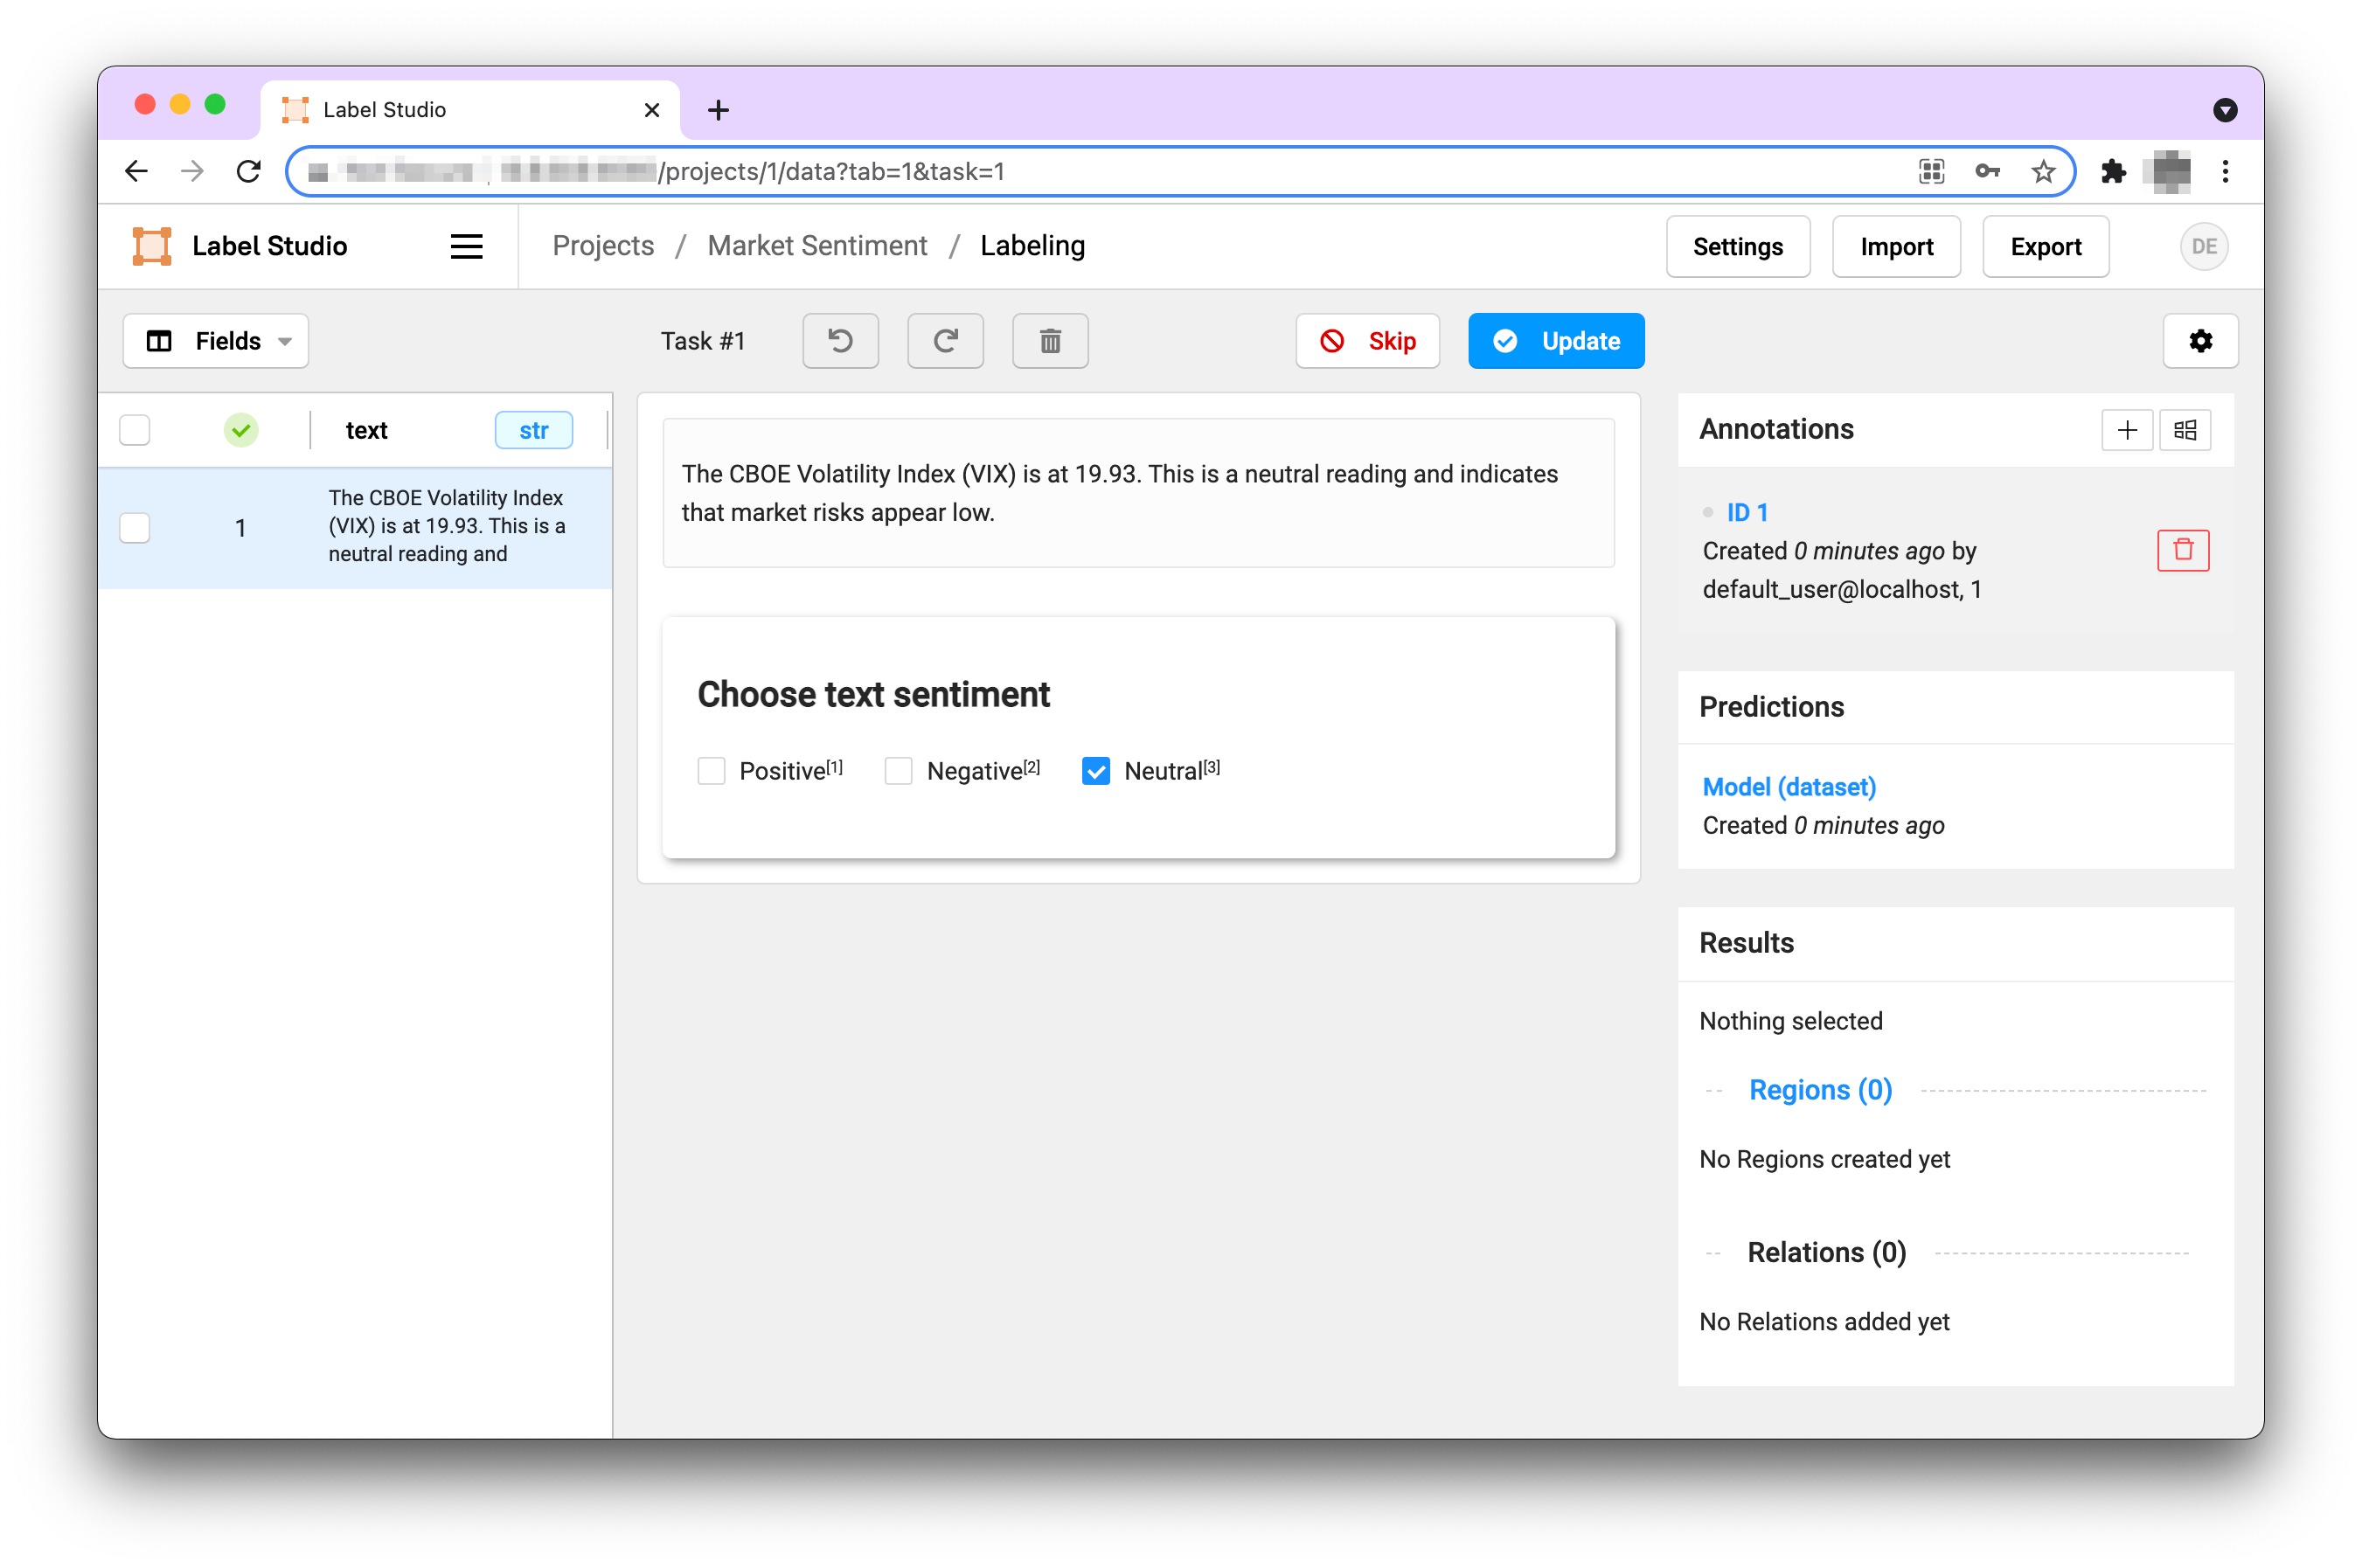 Label Studio
/projects/1/data?tab=1&task=1
Label Studio
Projects / Market Sentiment / Labeling
Settings
Import
Export
DE
Fields
Task #1
Skip
Update
text
str
1
The CBOE Volatility Index
(VIX) is at 19.93. This is a
neutral reading and
The CBOE Volatility Index (VIX) is at 19.93. This is a neutral reading and indicates
that market risks appear low.
Choose text sentiment
Positive[1]
Negative[2]
Neutral[3]
Annotations
ID 1
Created 0 minutes ago by
default_user@localhost, 1
Predictions
Model (dataset)
Created 0 minutes ago
Results
Nothing selected
Regions (0)
No Regions created yet
Relations (0)
No Relations added yet